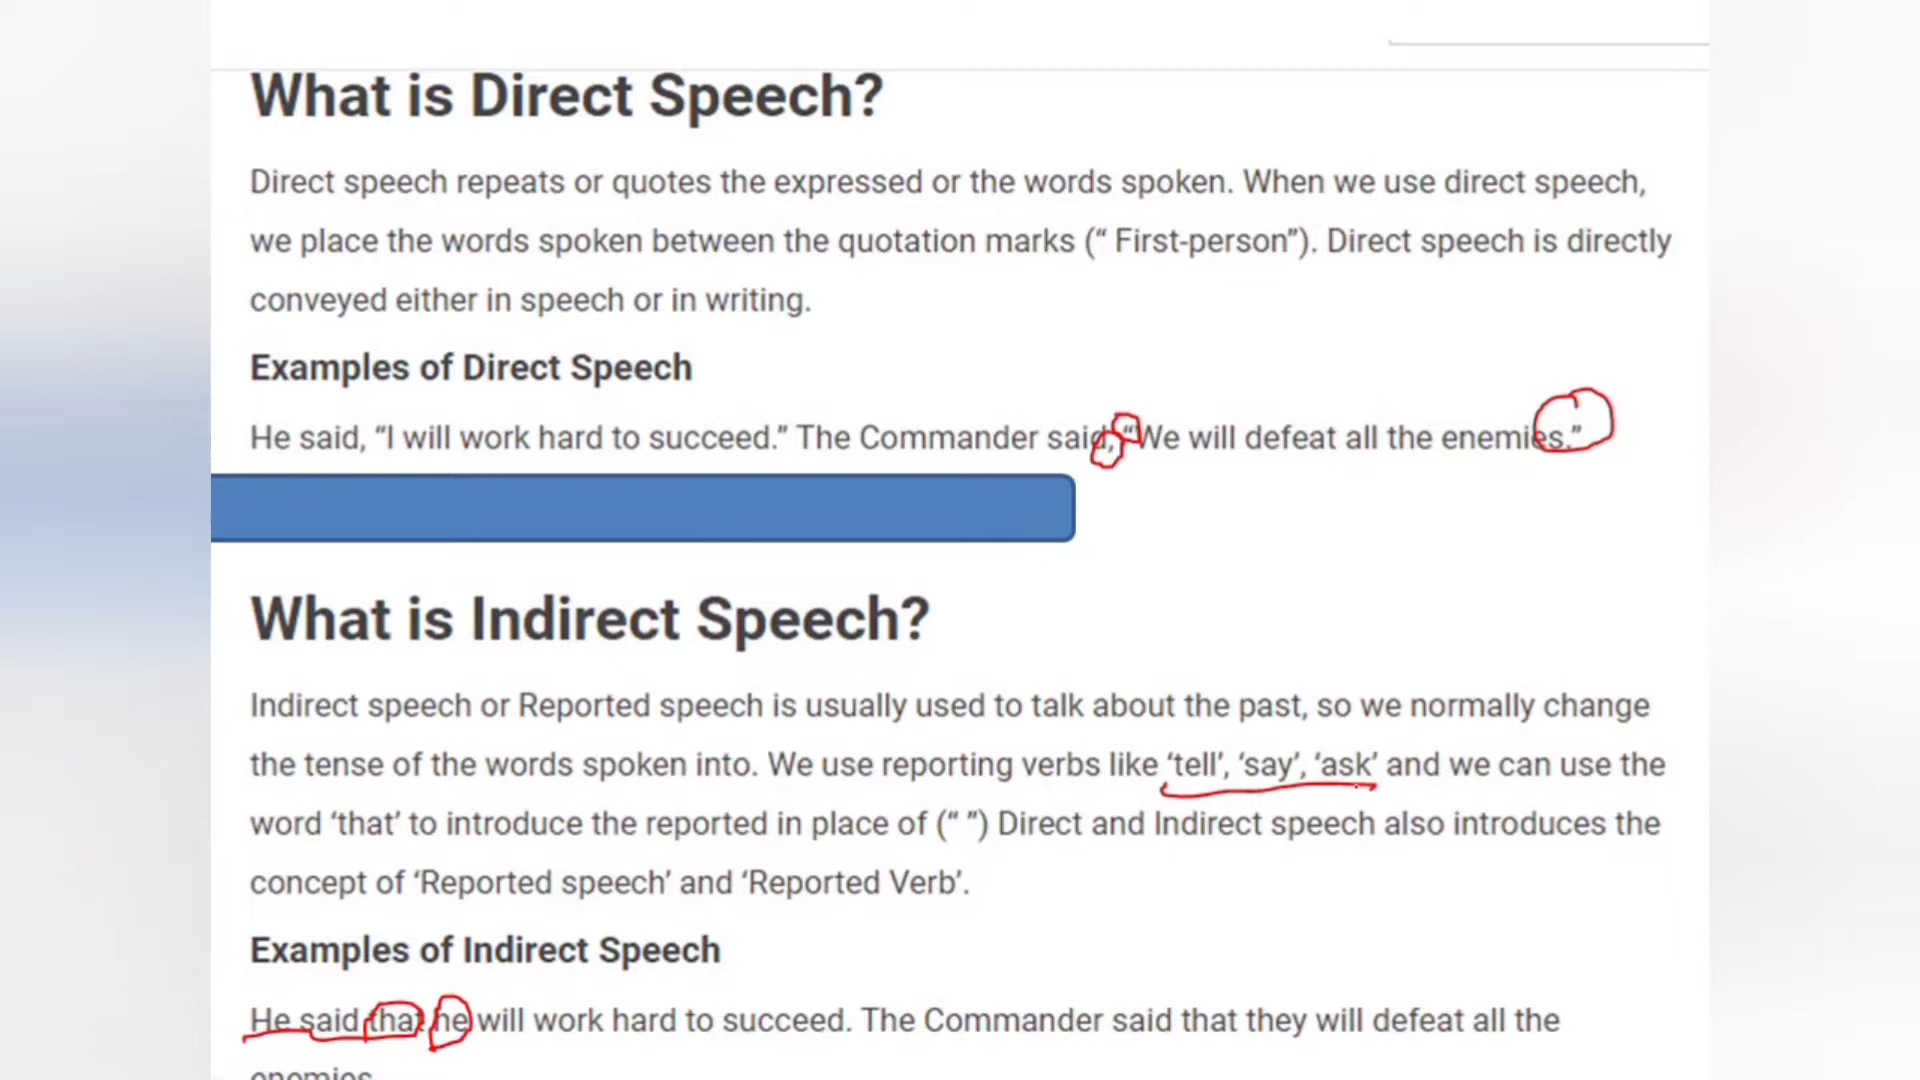 What is Direct Speech?
Direct speech repeats or quotes the expressed or the words spoken. When we use direct speech,
we place the words spoken between the quotation marks (“ First-person”). Direct speech is directly
conveyed either in speech or in writing.
Examples of Direct Speech
He said, “I will work hard to succeed.” The Commander said, “We will defeat all the enemies.”
What is Indirect Speech?
Indirect speech or Reported speech is usually used to talk about the past, so we normally change
the tense of the words spoken into. We use reporting verbs like ‘tell’, ‘say’, ‘ask’ and we can use the
word ‘that’ to introduce the reported in place of (“ ”) Direct and Indirect speech also introduces the
concept of ‘Reported speech’ and ‘Reported Verb’.
Examples of Indirect Speech
He said that he will work hard to succeed. The Commander said that they will defeat all the
enemies.